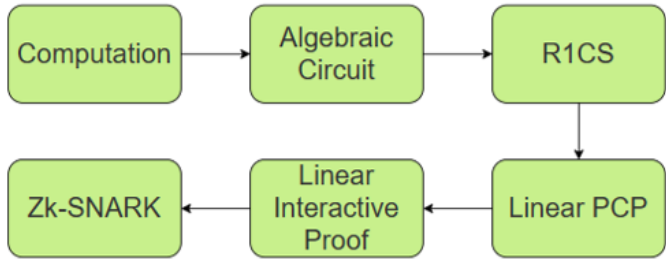 Computation
Algebraic
Circuit
R1CS
Zk-SNARK
Linear
Interactive
Proof
Linear PCP